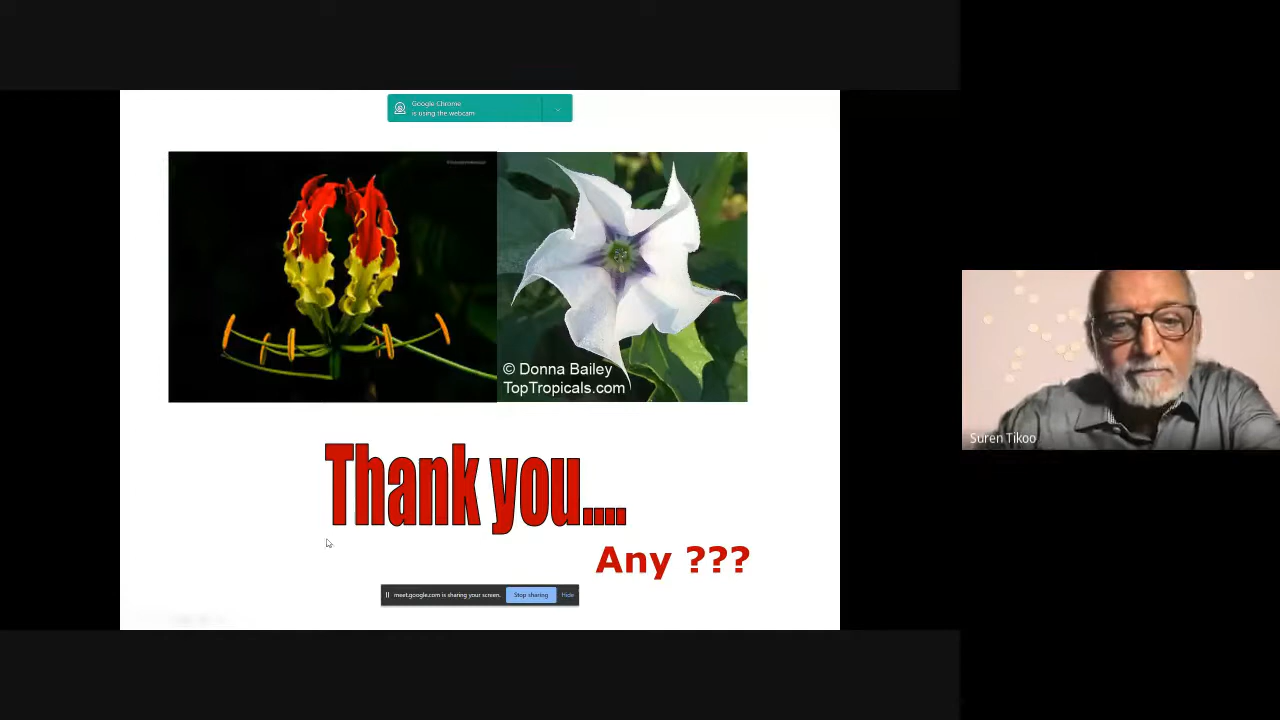 Google Chrome
is using the webcam
© Donna Bailey
TopTropicals.com
Suren Tikoo
Thank you....
Any ???
meet.google.com is sharing your screen. Stop sharing Hide